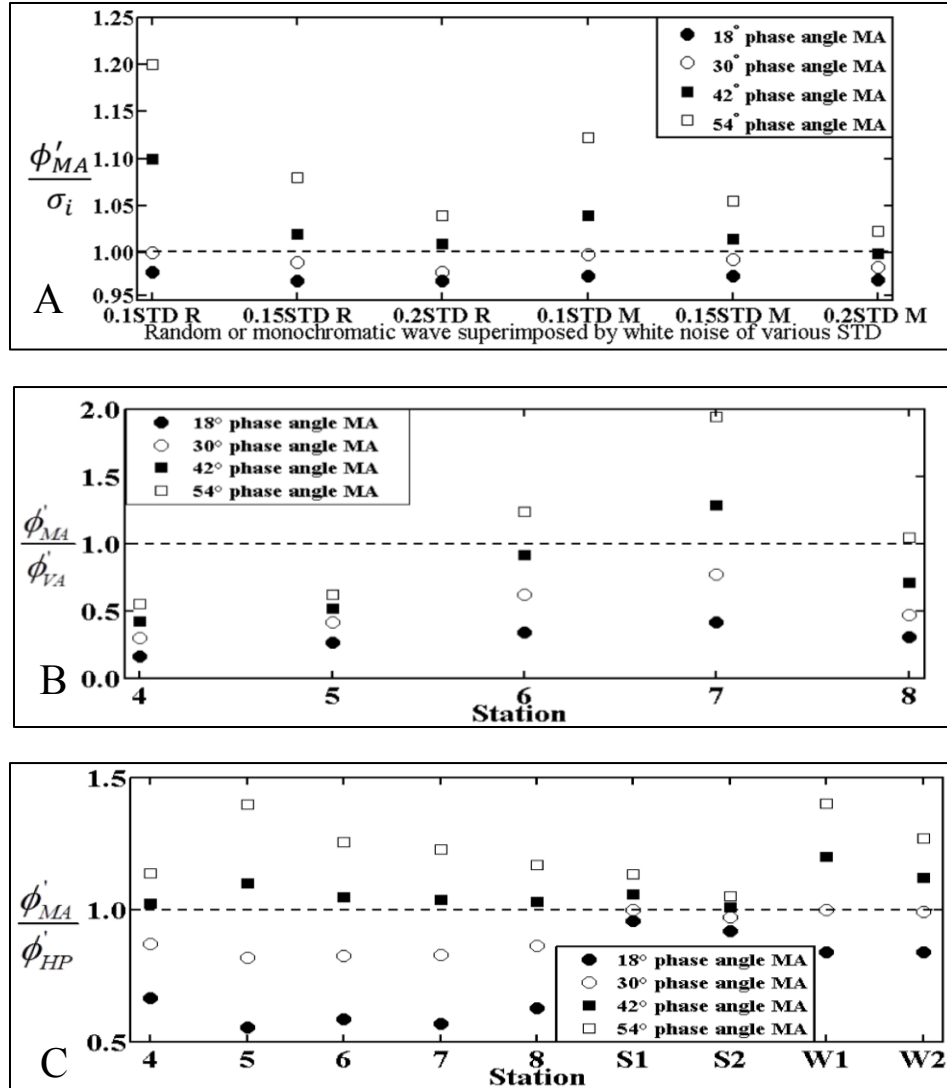 1.25
1.20
1.10
1.05
1.00
0.95
ϕ′MA
σi
18° phase angle MA
30° phase angle MA
42° phase angle MA
54° phase angle MA
A
0.1STD R 0.15STD R 0.2STD R 0.1STD M 0.15STD M 0.2STD M
Random or monochromatic wave superimposed by white noise of various STD
2.0
1.5
1.0
0.5
0.0
ϕ'MA
ϕ'VA
18° phase angle MA
30° phase angle MA
42° phase angle MA
54° phase angle MA
B
4 5 6 7 8
Station
1.5
1.0
0.5
ϕ'MA
ϕ'HP
18° phase angle MA
30° phase angle MA
42° phase angle MA
54° phase angle MA
C
4 5 6 7 8 S1 S2 W1 W2
Station